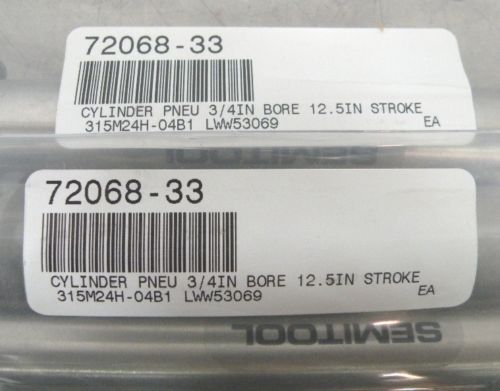 72068-33
CYLINDER PNEU 3/4IN BORE 12.5IN STROKE
315M24H-04B1 LWW53069 EA
SEMITOOL
72068-33
CYLINDER PNEU 3/4IN BORE 12.5IN STROKE
315M24H-04B1 LWW53069 EA
SEMITOOL